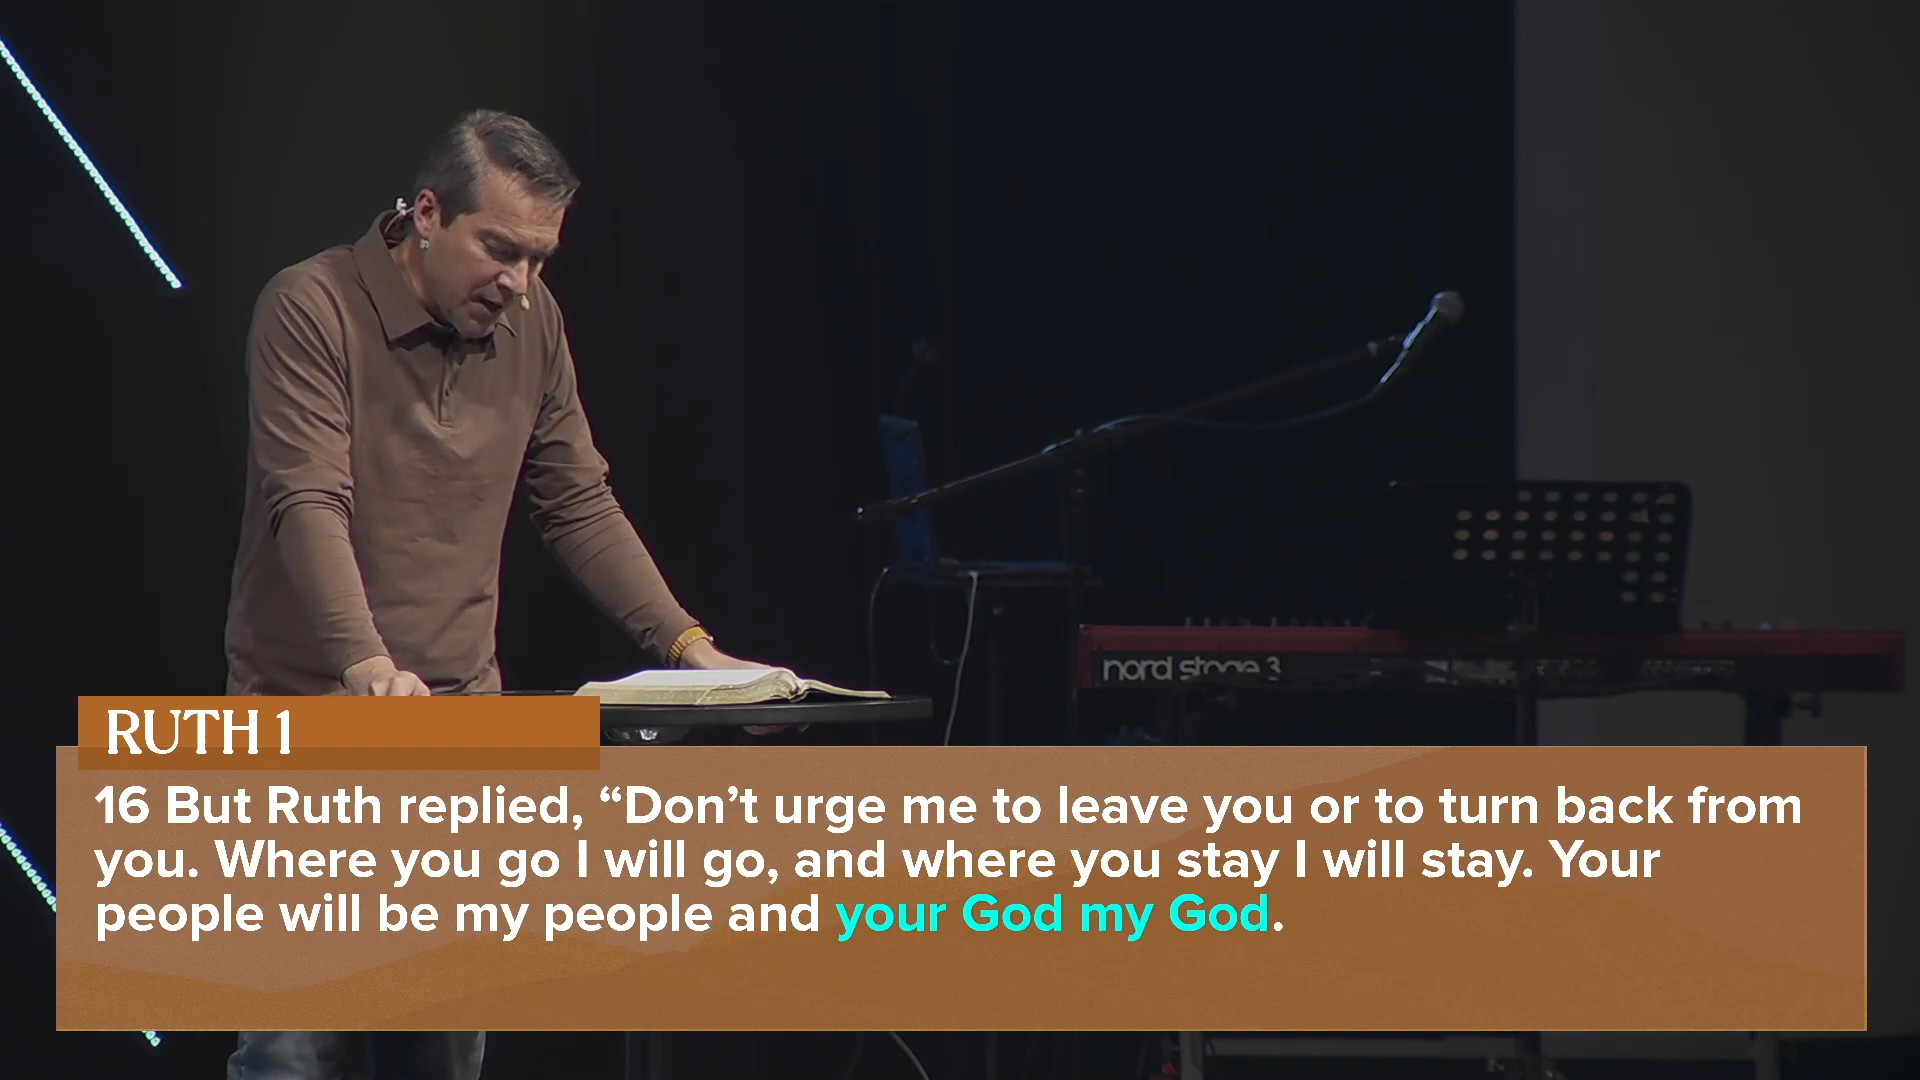 nord stage 3
RUTH 1
16 But Ruth replied, “Don’t urge me to leave you or to turn back from
you. Where you go I will go, and where you stay I will stay. Your
people will be my people and your God my God.